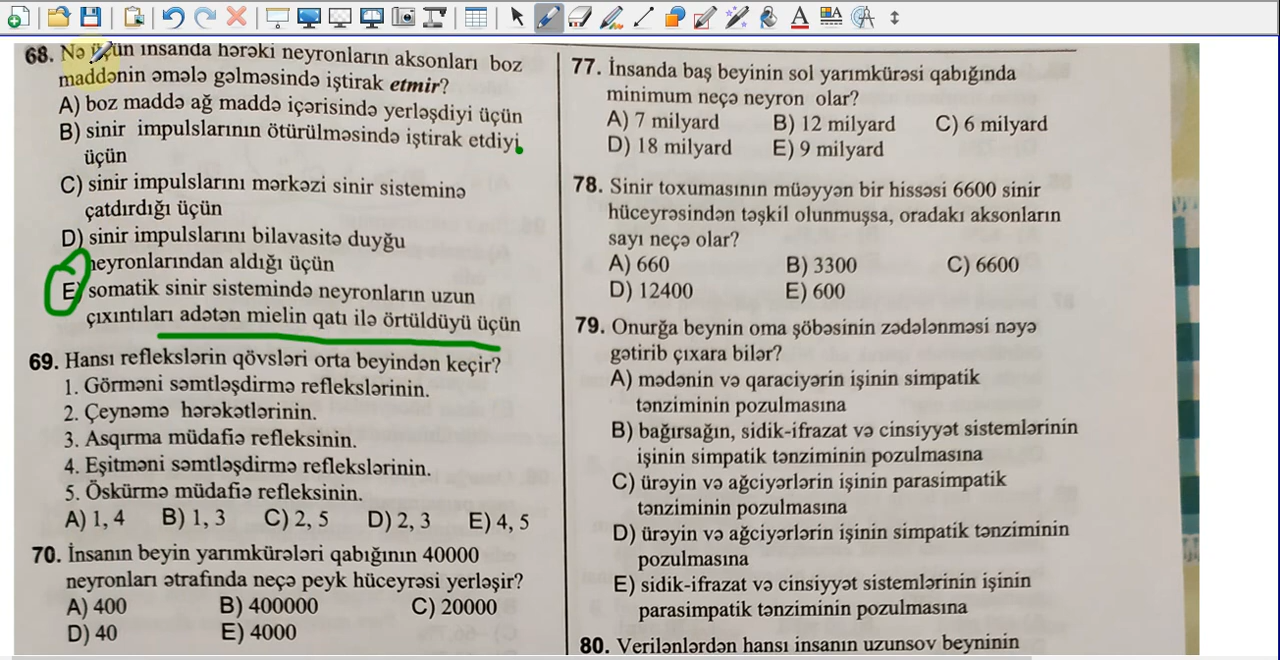 68. Nə üçün insanda hərəki neyronların aksonları boz
maddənin əmələ gəlməsində iştirak etmir?
A) boz maddə ağ maddə içərisində yerləşdiyi üçün
B) sinir impulslarının ötürülməsində iştirak etdiyi
üçün
C) sinir impulslarını mərkəzi sinir sisteminə
çatdırdığı üçün
D) sinir impulslarını bilavasitə duyğu
neyronlarından aldığı üçün
E) somatik sinir sistemində neyronların uzun
çıxıntıları adətən mielin qatı ilə örtüldüyü üçün
69. Hansı reflekslərin qövsləri orta beyindən keçir?
1. Görməni səmtləşdirmə reflekslərinin.
2. Çeynəmə hərəkətlərinin.
3. Asqırma müdafiə refleksinin.
4. Eşitməni səmtləşdirmə reflekslərinin.
5. Öskürmə müdafiə refleksinin.
A) 1, 4 B) 1, 3 C) 2, 5 D) 2, 3 E) 4, 5
70. İnsanın beyin yarımkürələri qabığının 40000
neyronları ətrafında neçə peyk hüceyrəsi yerləşir?
A) 400 B) 400000 C) 20000
D) 40 E) 4000
77. İnsanda baş beyinin sol yarımkürəsi qabığında
minimum neçə neyron olar?
A) 7 milyard B) 12 milyard C) 6 milyard
D) 18 milyard E) 9 milyard
78. Sinir toxumasının müəyyən bir hissəsi 6600 sinir
hüceyrəsindən təşkil olunmuşsa, oradakı aksonların
sayı neçə olar?
A) 660 B) 3300 C) 6600
D) 12400 E) 600
79. Onurğa beynin oma şöbəsinin zədələnməsi nəyə
gətirib çıxara bilər?
A) mədənin və qaraciyərin işinin simpatik
tənziminin pozulmasına
B) bağırsağın, sidik-ifrazat və cinsiyyət sistemlərinin
işinin simpatik tənziminin pozulmasına
C) ürəyin və ağciyərlərin işinin parasimpatik
tənziminin pozulmasına
D) ürəyin və ağciyərlərin işinin simpatik tənziminin
pozulmasına
E) sidik-ifrazat və cinsiyyət sistemlərinin işinin
parasimpatik tənziminin pozulmasına
80. Verilənlərdən hansı insanın uzunsov beyninin